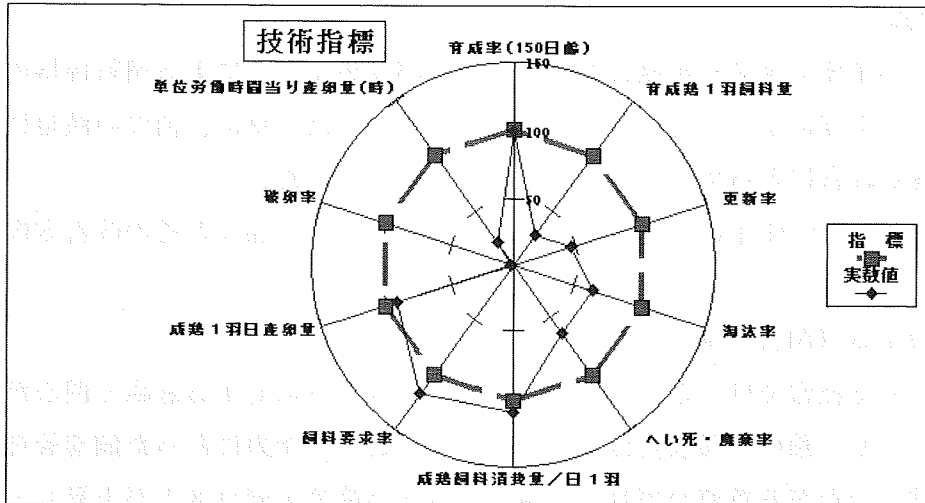 技術指標
育成率(150日齢)
150
単位労働時間当り産卵量(時)
育成鶏1羽飼料量
100
破卵率
50
更新率
指 標
実数値
0
成鶏1羽日産卵量
淘汰率
飼料要求率
へい死・廃棄率
成鶏飼料消費量/日1羽